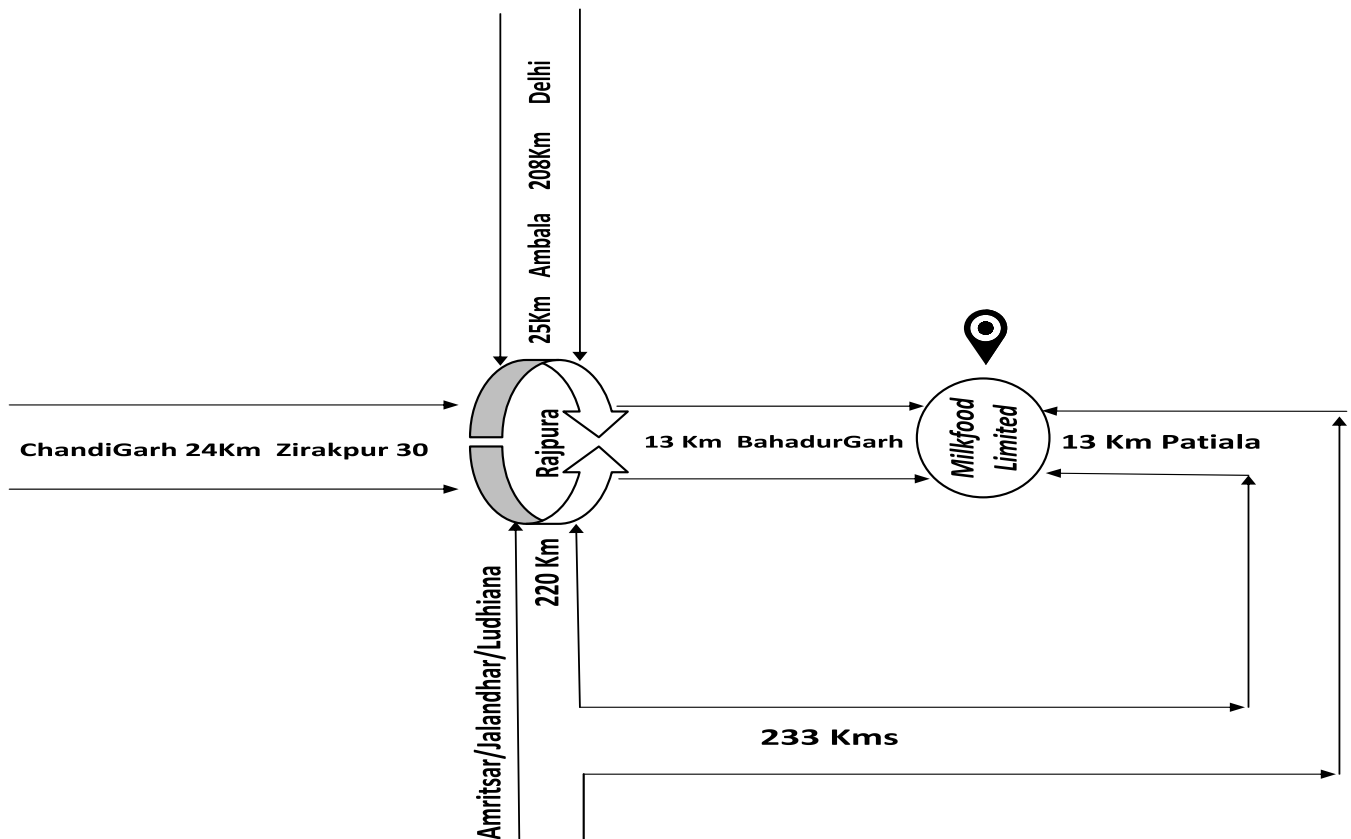 25Km Ambala 208Km Delhi
ChandiGarh 24Km Zirakpur 30
Rajpura
13 Km BahadurGarh
Milkfood
Limited
13 Km Patiala
220 Km
Amritsar/Jalandhar/Ludhiana
233 Kms